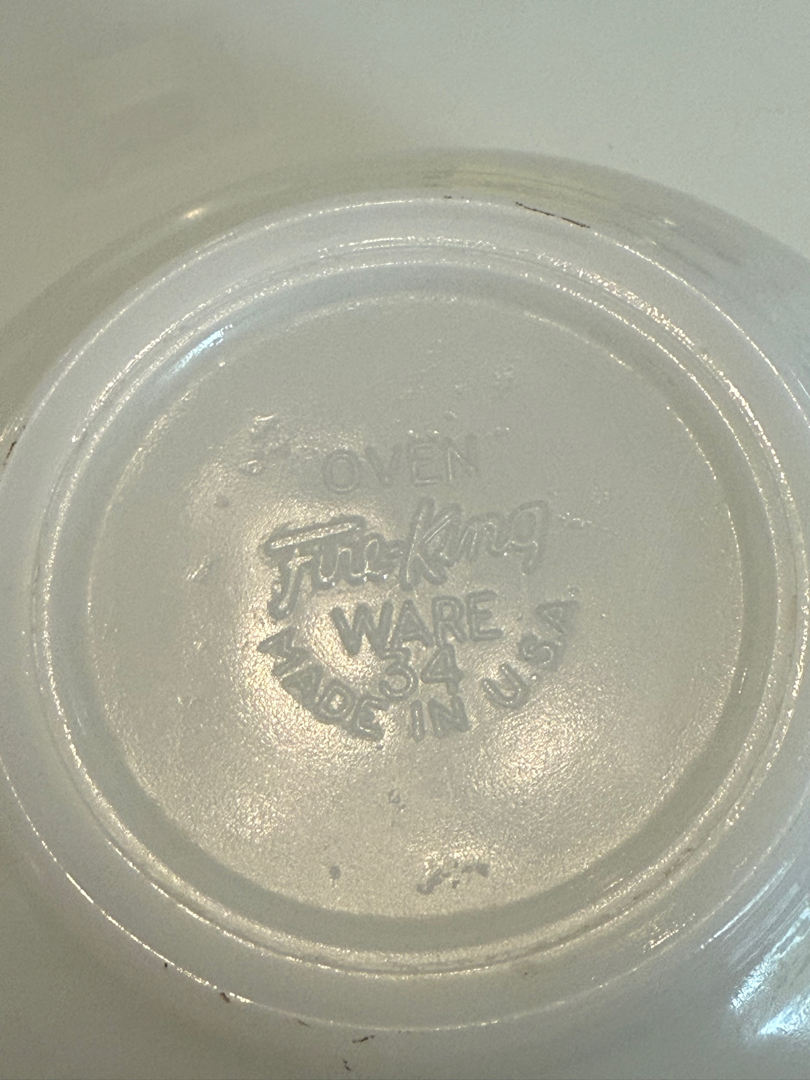 OVEN
Fire-King
WARE
34
MADE IN U.S.A